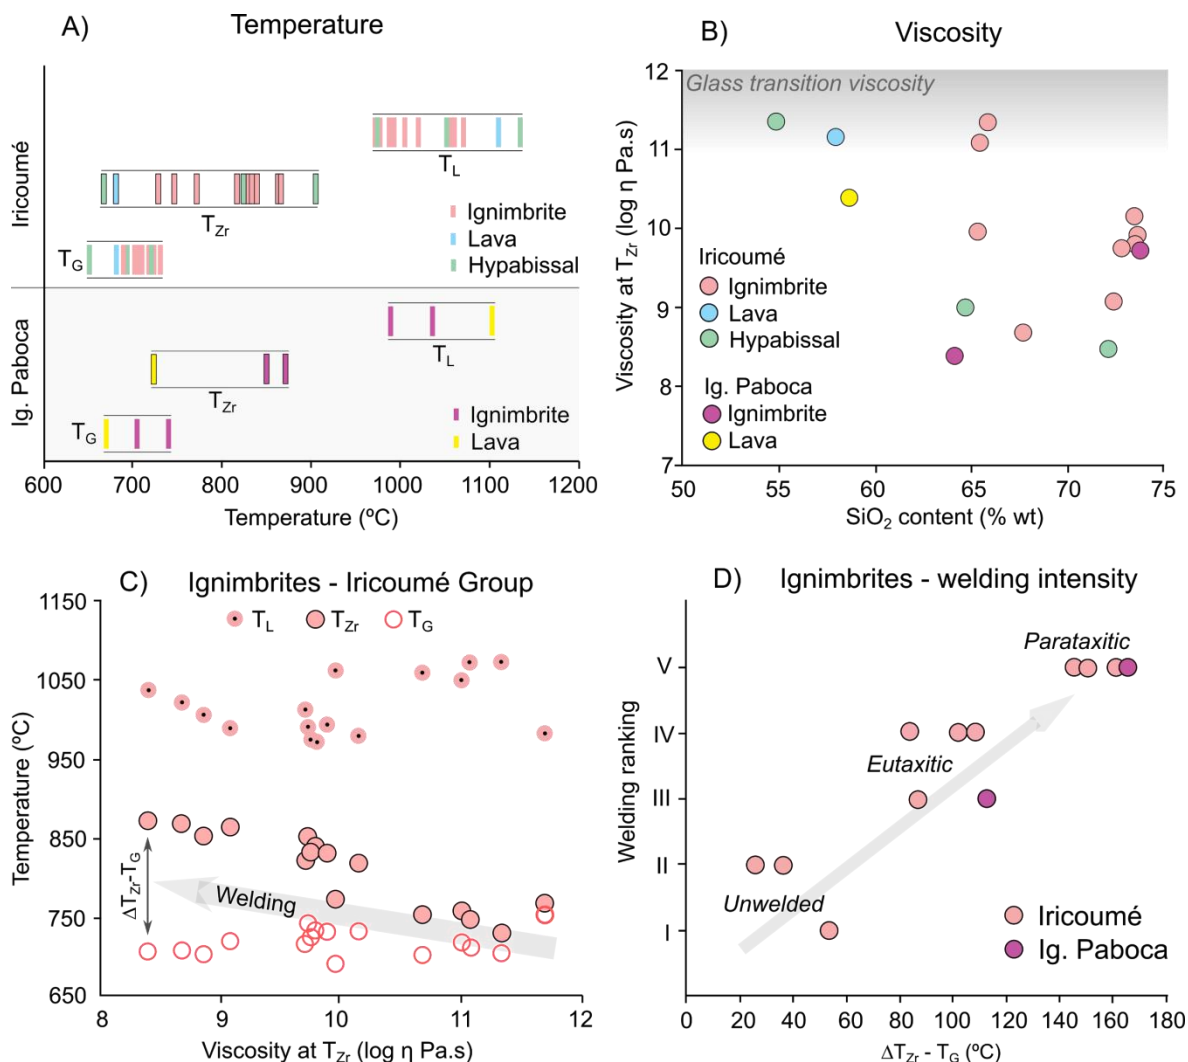 A) Temperature
Iricoumé
Ig. Paboca
T_L
T_Zr
T_G
Ignimbrite
Lava
Hypabissal
T_L
T_Zr
T_G
Ignimbrite
Lava
600 700 800 900 1000 1100 1200
Temperature (ºC)
B) Viscosity
Glass transition viscosity
Viscosity at T_Zr (log η Pa.s)
12
11
10
9
8
7
Iricoumé
Ignimbrite
Lava
Hypabissal
Ig. Paboca
Ignimbrite
Lava
50 55 60 65 70 75
SiO₂ content (% wt)
C) Ignimbrites - Iricoumé Group
T_L T_Zr T_G
Temperature (ºC)
1150
1050
950
850
750
650
ΔT_Zr-T_G
Welding
8 9 10 11 12
Viscosity at T_Zr (log η Pa.s)
D) Ignimbrites - welding intensity
Welding ranking
Parataxitic
V
IV
Eutaxitic
III
II
Unwelded
I
Iricoumé
Ig. Paboca
0 20 40 60 80 100 120 140 160 180
ΔT_Zr - T_G (ºC)